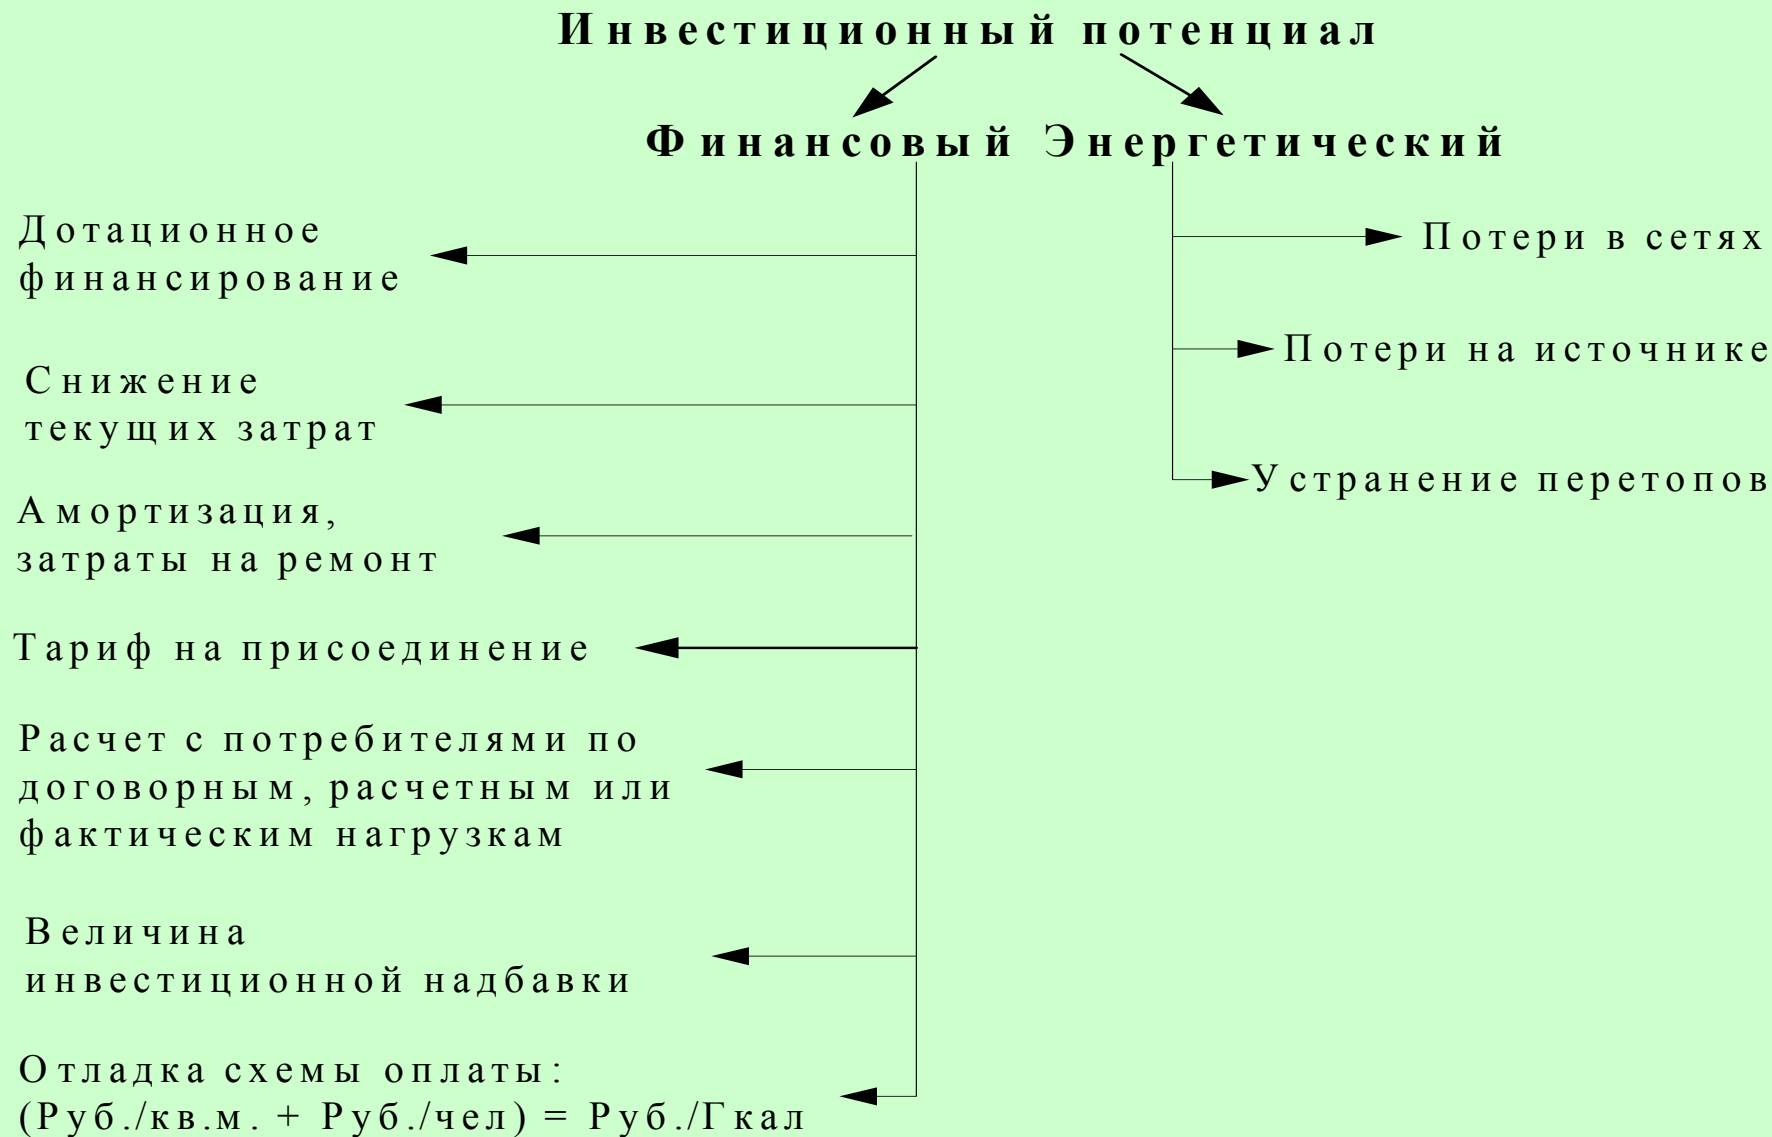 Инвестиционный потенциал
Финансовый Энергетический
Дотационное
финансирование
Снижение
текущих затрат
Амортизация,
затраты на ремонт
Тариф на присоединение
Расчет с потребителями по
договорным, расчетным или
фактическим нагрузкам
Величина
инвестиционной надбавки
Отладка схемы оплаты:
(Руб./кв.м. + Руб./чел) = Руб./Гкал
Потери в сетях
Потери на источнике
Устранение перетопов